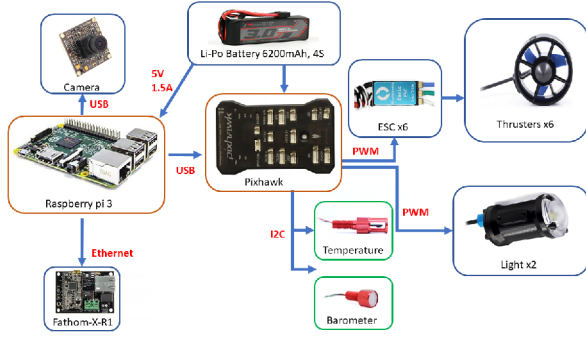 Li-Po Battery 6200mAh, 4S
Camera
5V
1.5A
USB
ESC x6
Thrusters x6
pixhawk
PWM
USB
Pixhawk
Raspberry pi 3
PWM
I2C
Ethernet
Temperature
Light x2
Fathom-X-R1
Barometer